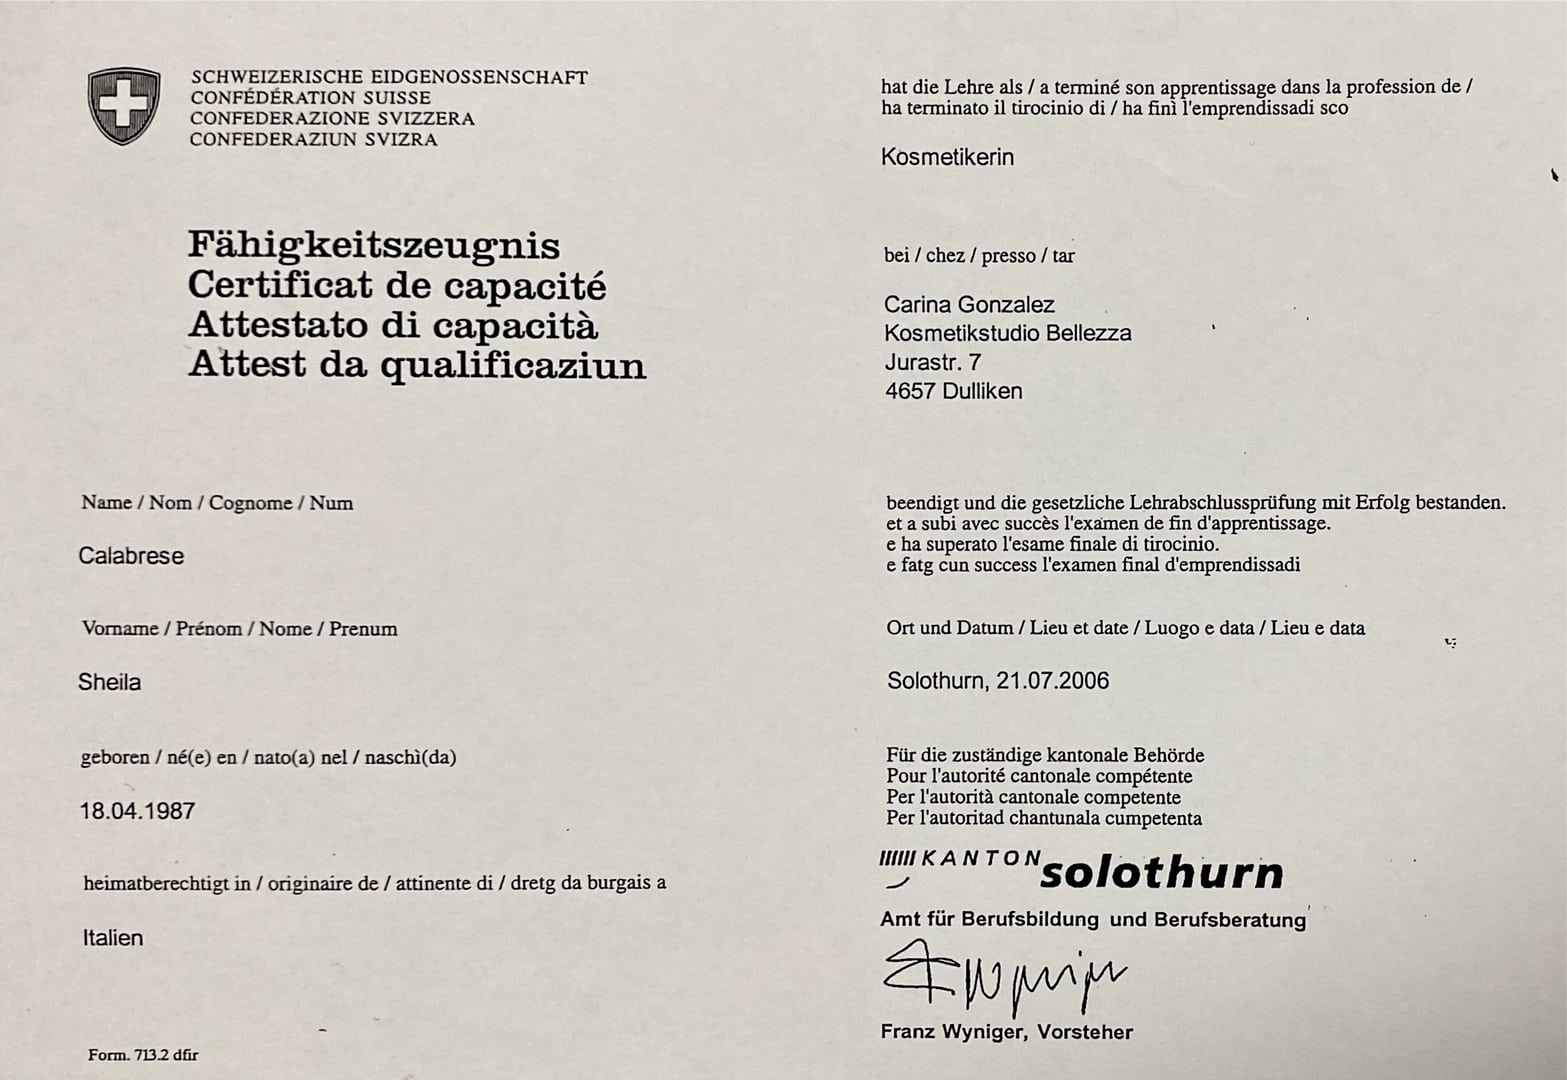 SCHWEIZERISCHE EIDGENOSSENSCHAFT
CONFÉDÉRATION SUISSE
CONFEDERAZIONE SVIZZERA
CONFEDERAZIUN SVIZRA
Fähigkeitszeugnis
Certificat de capacité
Attestato di capacità
Attest da qualificaziun
Name / Nom / Cognome / Num
Calabrese
Vorname / Prénom / Nome / Prenum
Sheila
geboren / né(e) en / nato(a) nel / naschì(da)
18.04.1987
heimatberechtigt in / originaire de / attinente di / dretg da burgais a
Italien
Form. 713.2 dfir
hat die Lehre als / a terminé son apprentissage dans la profession de /
ha terminato il tirocinio di / ha finì l'emprendissadi sco
Kosmetikerin
bei / chez / presso / tar
Carina Gonzalez
Kosmetikstudio Bellezza
Jurastr. 7
4657 Dulliken
beendigt und die gesetzliche Lehrabschlussprüfung mit Erfolg bestanden.
et a subi avec succès l'examen de fin d'apprentissage.
e ha superato l'esame finale di tirocinio.
e fatg cun success l'examen final d'emprendissadi
Ort und Datum / Lieu et date / Luogo e data / Lieu e data
Solothurn, 21.07.2006
Für die zuständige kantonale Behörde
Pour l'autorité cantonale compétente
Per l'autorità cantonale competente
Per l'autoritad chantunala cumpetenta
KANTON solothurn
Amt für Berufsbildung und Berufsberatung
F Wyniger
Franz Wyniger, Vorsteher